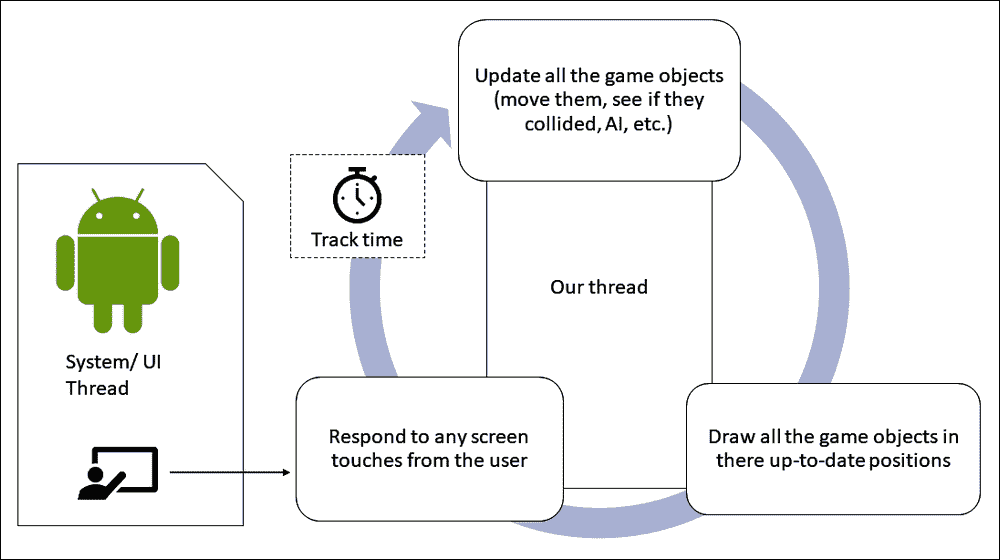 Update all the game objects
(move them, see if they
collided, AI, etc.)
Track time
Our thread
System/ UI
Thread
Respond to any screen
touches from the user
Draw all the game objects in
there up-to-date positions